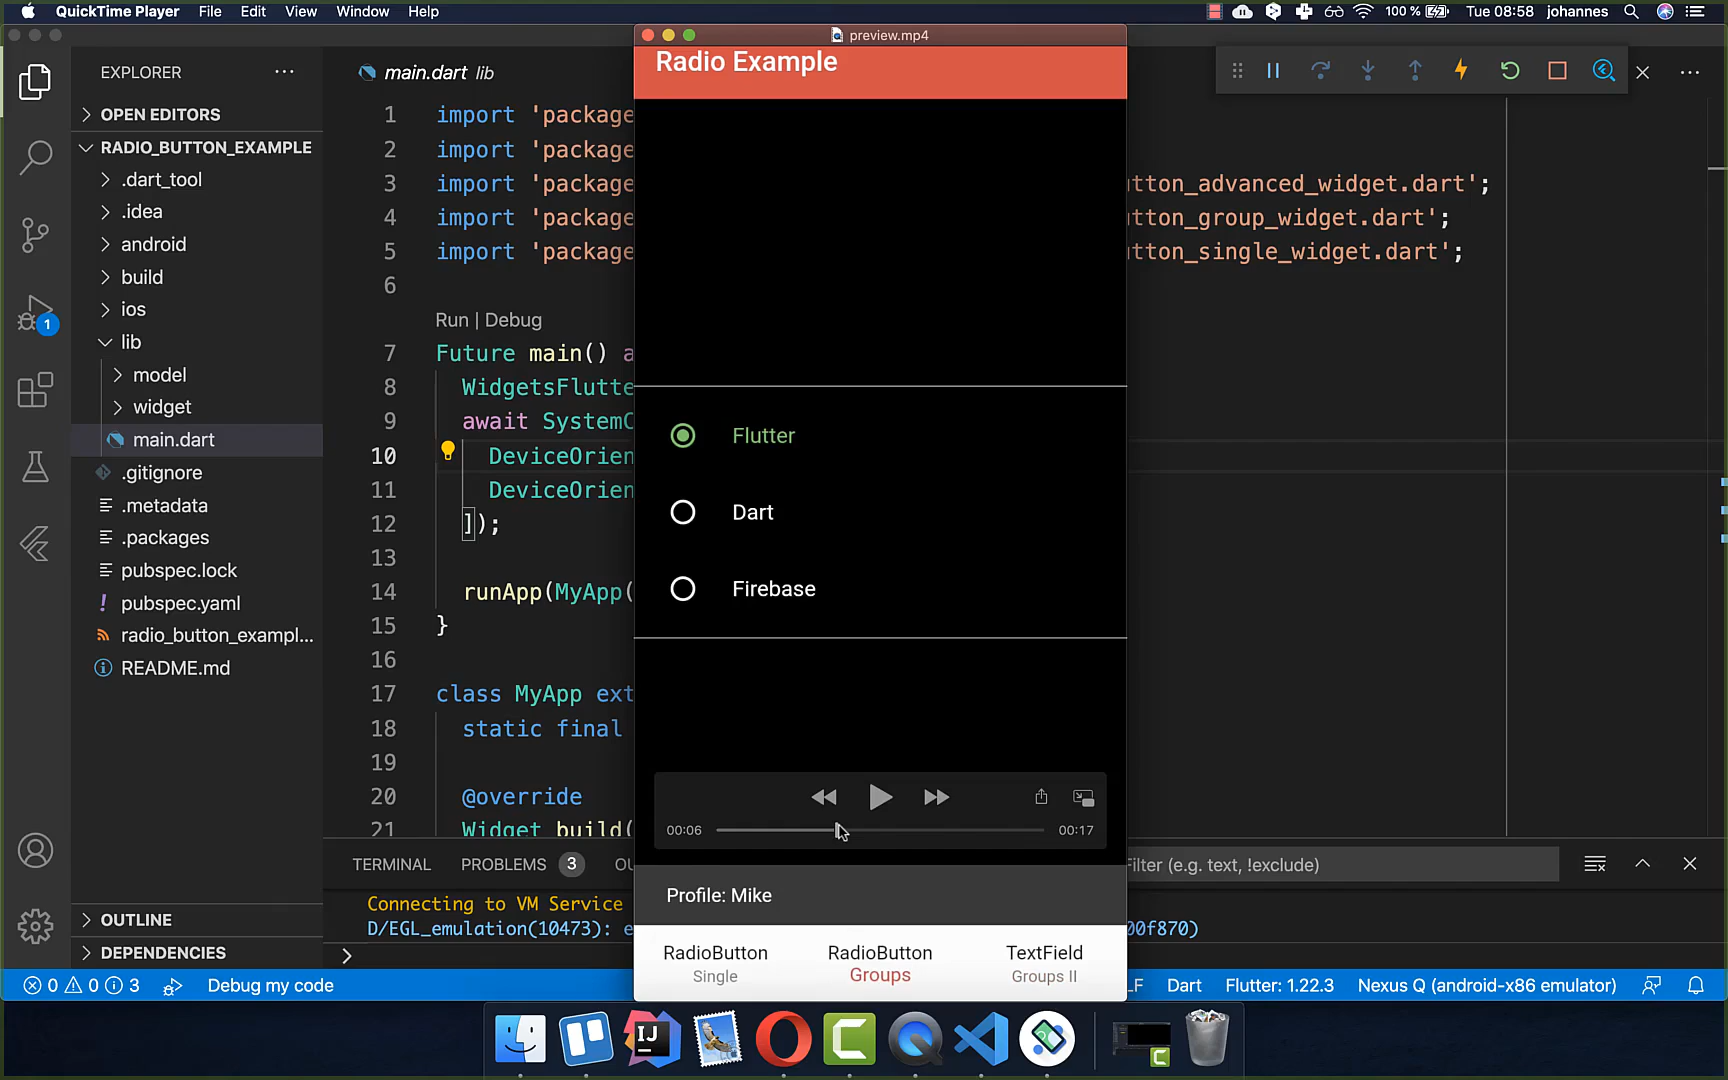 QuickTime Player File Edit View Window Help
100 % Tue 08:58 johannes
preview.mp4
EXPLORER
OPEN EDITORS
RADIO_BUTTON_EXAMPLE
.dart_tool
.idea
android
build
ios
lib
model
widget
main.dart
.gitignore
.metadata
.packages
pubspec.lock
pubspec.yaml
radio_button_exampl...
README.md
OUTLINE
DEPENDENCIES
1
main.dart lib
1 import 'package
2 import 'package
3 import 'package utton_advanced_widget.dart';
4 import 'package utton_group_widget.dart';
5 import 'package utton_single_widget.dart';
6
Run | Debug
7 Future main() a
8 WidgetsFlutte
9 await SystemC
10 DeviceOrien
11 DeviceOrien
12 ]);
13
14 runApp(MyApp(
15 }
16
17 class MyApp ext
18 static final
19
20 @override
21 Widget build(
Radio Example
Flutter
Dart
Firebase
00:06 00:17
Profile: Mike
RadioButton
Single
RadioButton
Groups
TextField
Groups II
TERMINAL PROBLEMS 3 OU
Filter (e.g. text, !exclude)
Connecting to VM Service
D/EGL_emulation(10473): e 00f870)
0 0 3 Debug my code LF Dart Flutter: 1.22.3 Nexus Q (android-x86 emulator)
IJ